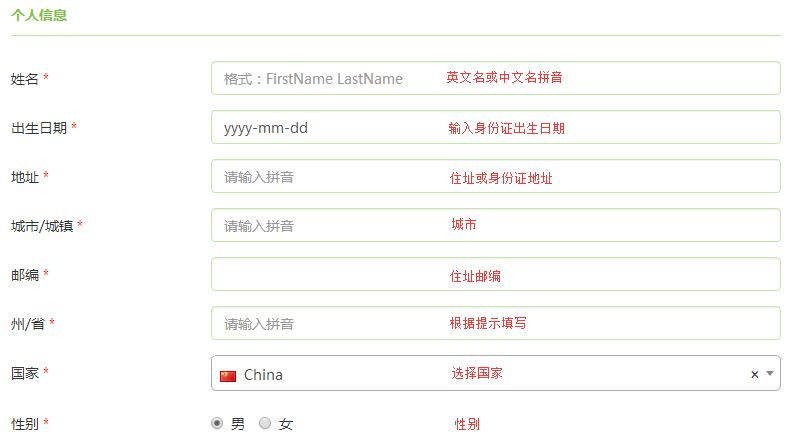 个人信息
姓名 * 格式：FirstName LastName 英文名或中文名拼音
出生日期 * yyyy-mm-dd 输入身份证出生日期
地址 * 请输入拼音 住址或身份证地址
城市/城镇 * 请输入拼音 城市
邮编 * 住址邮编
州/省 * 请输入拼音 根据提示填写
国家 * China 选择国家 ×
性别 * 男 女 性别